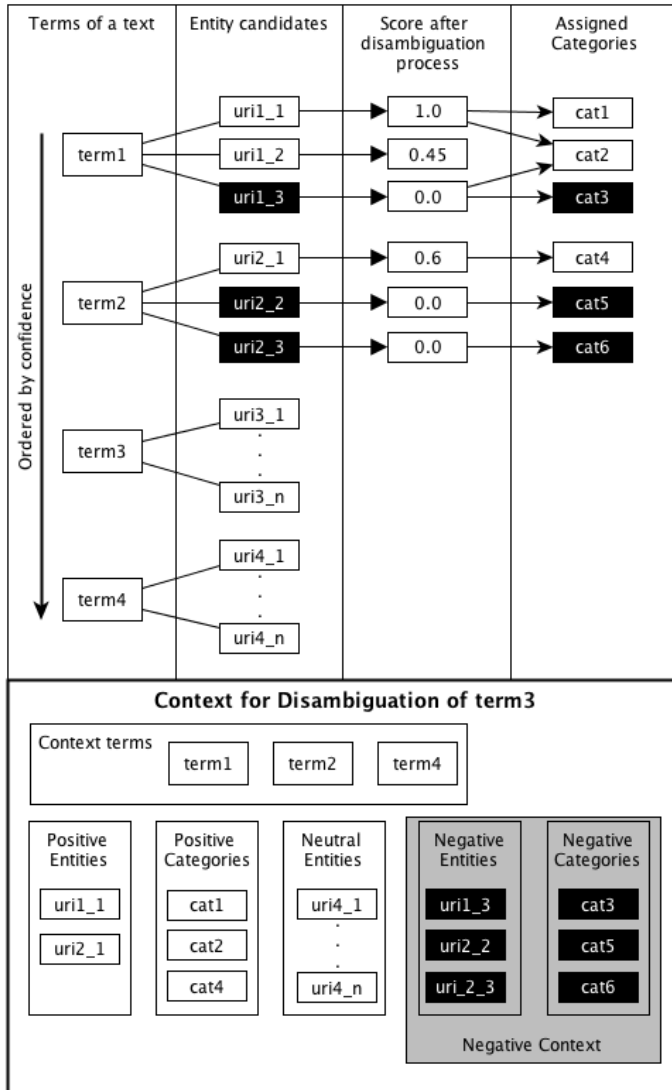 Terms of a text
Entity candidates
Score after
disambiguation
process
Assigned
Categories
Ordered by confidence
term1
uri1_1
1.0
cat1
uri1_2
0.45
cat2
uri1_3
0.0
cat3
term2
uri2_1
0.6
cat4
uri2_2
0.0
cat5
uri2_3
0.0
cat6
term3
uri3_1
uri3_n
term4
uri4_1
uri4_n
Context for Disambiguation of term3
Context terms
term1
term2
term4
Positive
Entities
uri1_1
uri2_1
Positive
Categories
cat1
cat2
cat4
Neutral
Entities
uri4_1
uri4_n
Negative
Entities
uri1_3
uri2_2
uri_2_3
Negative
Categories
cat3
cat5
cat6
Negative Context